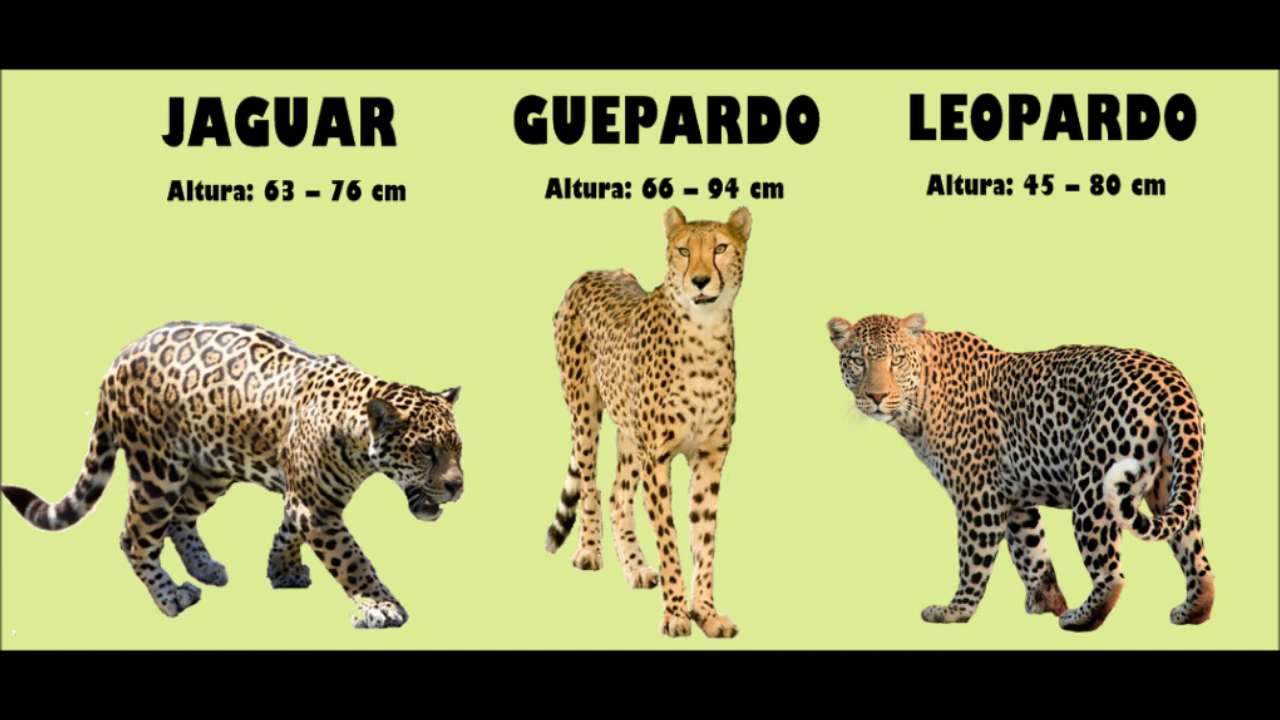 JAGUAR
Altura: 63 – 76 cm
GUEPARDO
Altura: 66 – 94 cm
LEOPARDO
Altura: 45 – 80 cm